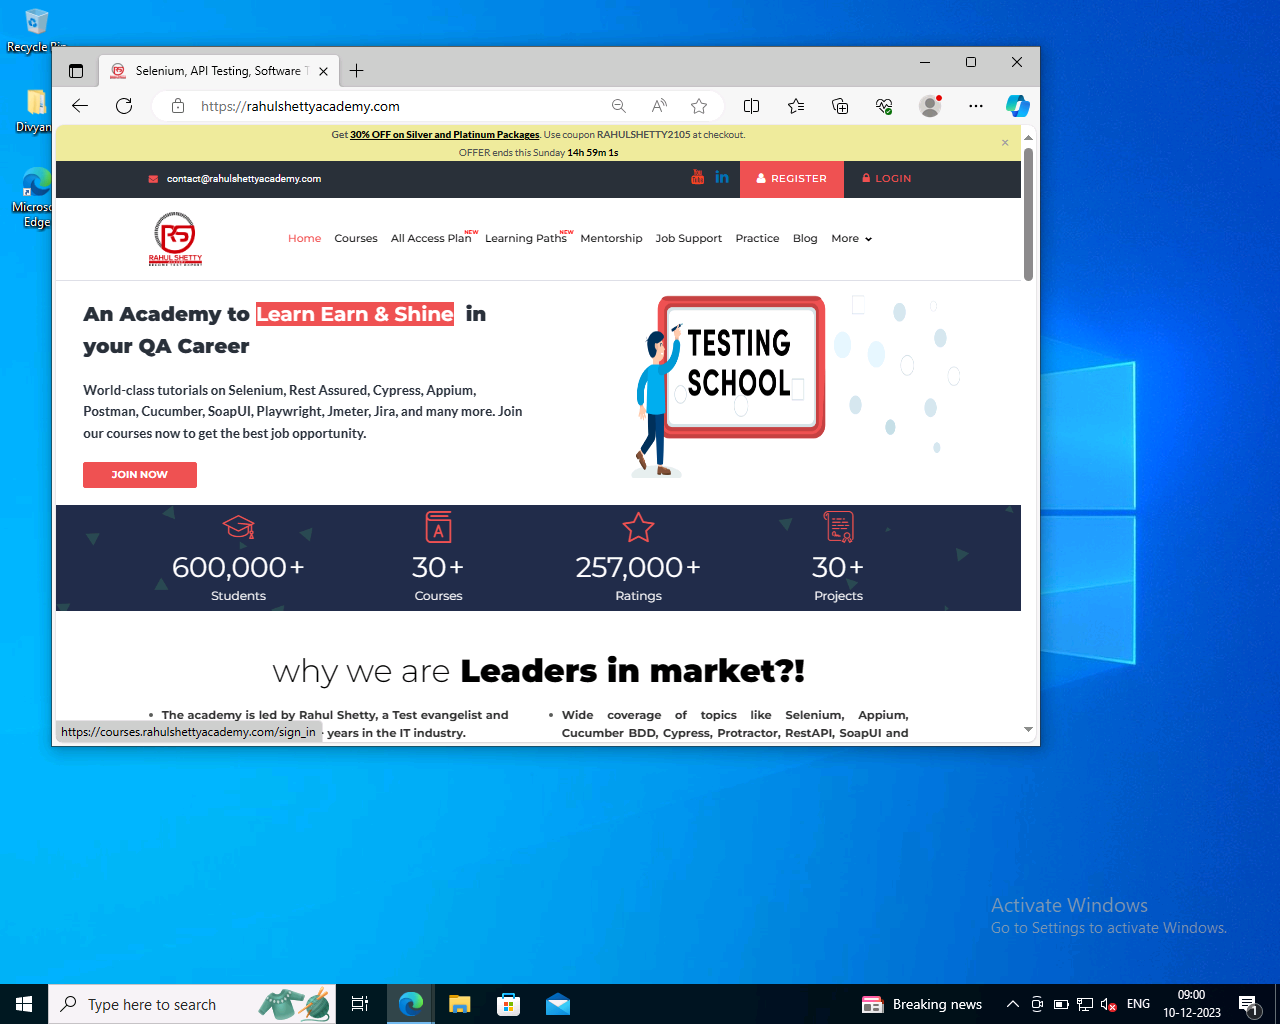 Recycle Bin
Divyan
Microso
Edge
Selenium, API Testing, Software T
https://rahulshettyacademy.com
Get 30% OFF on Silver and Platinum Packages. Use coupon RAHULSHETTY2105 at checkout.
OFFER ends this Sunday 14h 59m 1s
×
contact@rahulshettyacademy.com
REGISTER
LOGIN
RS
RAHUL SHETTY
Home
Courses
All Access Plan NEW
Learning Paths NEW
Mentorship
Job Support
Practice
Blog
More
An Academy to Learn Earn & Shine in
your QA Career
World-class tutorials on Selenium, Rest Assured, Cypress, Appium,
Postman, Cucumber, SoapUI, Playwright, Jmeter, Jira, and many more. Join
our courses now to get the best job opportunity.
JOIN NOW
TESTING
SCHOOL
600,000+
Students
30+
Courses
257,000+
Ratings
30+
Projects
why we are Leaders in market?!
• The academy is led by Rahul Shetty, a Test evangelist and
years in the IT industry.
• Wide coverage of topics like Selenium, Appium,
Cucumber BDD, Cypress, Protractor, RestAPI, SoapUI and
https://courses.rahulshettyacademy.com/sign_in
Activate Windows
Go to Settings to activate Windows.
Type here to search
Breaking news
ENG
09:00
10-12-2023
1